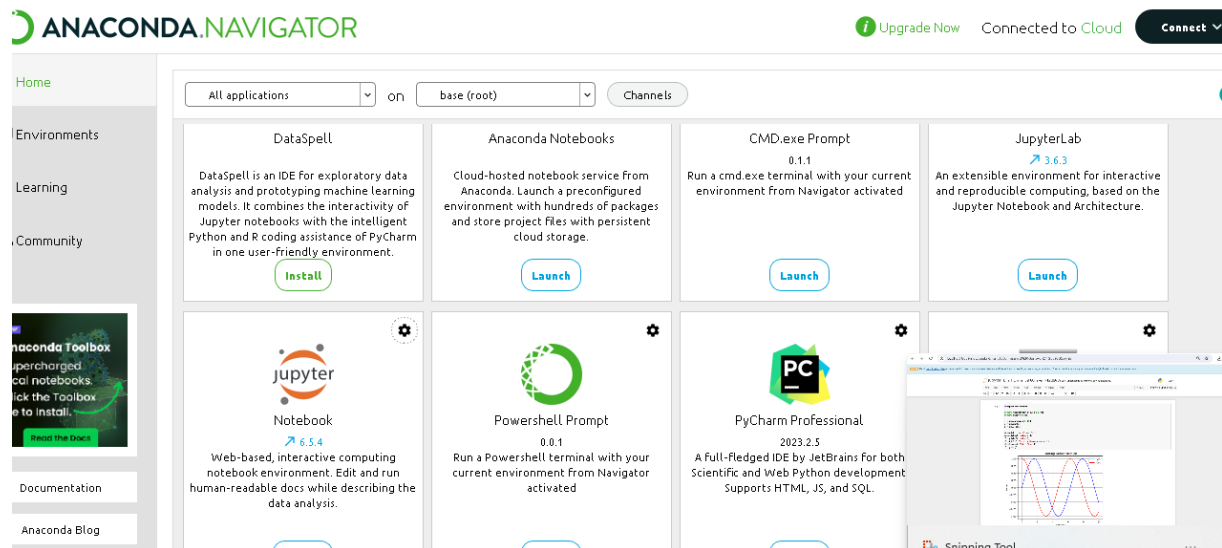 ANACONDA.NAVIGATOR
Upgrade Now
Connected to Cloud
Connect
Home
All applications
on
base (root)
Channels
Environments
Learning
Community
DataSpell
DataSpell is an IDE for exploratory data
analysis and prototyping machine learning
models. It combines the interactivity of
Jupyter notebooks with the intelligent
Python and R coding assistance of PyCharm
in one user-friendly environment.
Install
Anaconda Notebooks
Cloud-hosted notebook service from
Anaconda. Launch a preconfigured
environment with hundreds of packages
and store project files with persistent
cloud storage.
Launch
CMD.exe Prompt
0.1.1
Run a cmd.exe terminal with your current
environment from Navigator activated
Launch
JupyterLab
3.6.3
An extensible environment for interactive
and reproducible computing, based on the
Jupyter Notebook and Architecture.
Launch
naconda Toolbox
upercharged
cal notebooks.
lick the Toolbox
e to Install.
Read the Docs
Documentation
Anaconda Blog
jupyter
Notebook
6.5.4
Web-based, interactive computing
notebook environment. Edit and run
human-readable docs while describing the
data analysis.
Powershell Prompt
0.0.1
Run a Powershell terminal with your
current environment from Navigator
activated
PC
PyCharm Professional
2023.2.5
A full-fledged IDE by JetBrains for both
Scientific and Web Python development
Supports HTML, JS, and SQL.
Snipping Tool